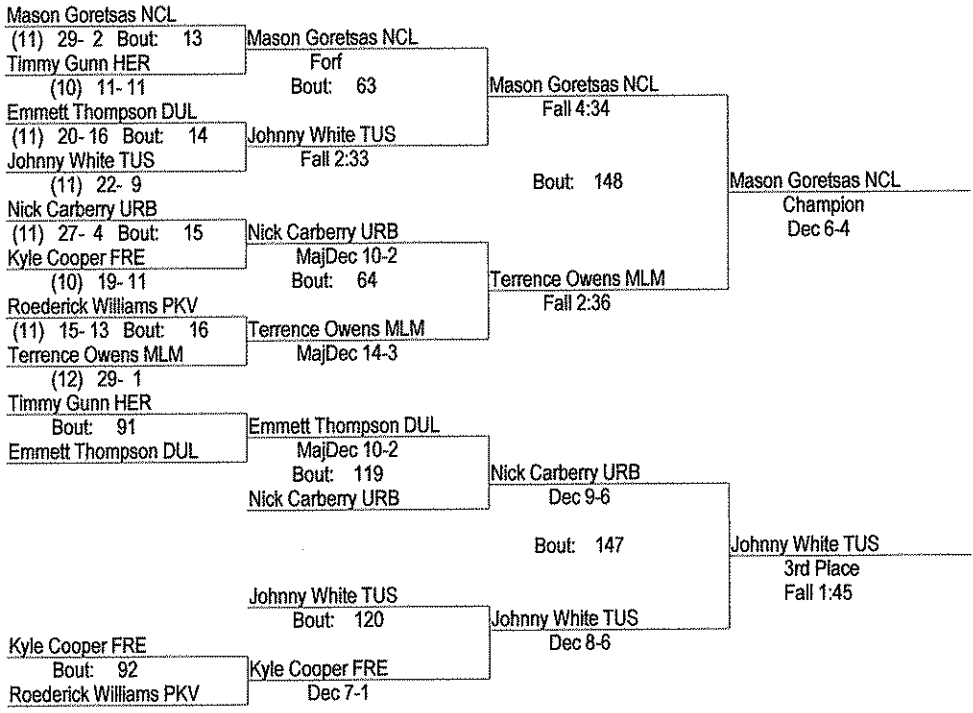 Mason Goretsas NCL
(11) 29- 2 Bout: 13
Mason Goretsas NCL
Timmy Gunn HER
Forf
(10) 11- 11
Bout: 63
Mason Goretsas NCL
Emmett Thompson DUL
Fall 4:34
(11) 20- 16 Bout: 14
Johnny White TUS
Johnny White TUS
Fall 2:33
(11) 22- 9
Bout: 148
Mason Goretsas NCL
Nick Carberry URB
Champion
(11) 27- 4 Bout: 15
Nick Carberry URB
Dec 6-4
Kyle Cooper FRE
MajDec 10-2
(10) 19- 11
Bout: 64
Terrence Owens MLM
Roederick Williams PKV
Fall 2:36
(11) 15- 13 Bout: 16
Terrence Owens MLM
Terrence Owens MLM
MajDec 14-3
(12) 29- 1
Timmy Gunn HER
Bout: 91
Emmett Thompson DUL
Emmett Thompson DUL
MajDec 10-2
Bout: 119
Nick Carberry URB
Nick Carberry URB
Dec 9-6
Bout: 147
Johnny White TUS
3rd Place
Johnny White TUS
Fall 1:45
Bout: 120
Johnny White TUS
Kyle Cooper FRE
Dec 8-6
Bout: 92
Kyle Cooper FRE
Roederick Williams PKV
Dec 7-1